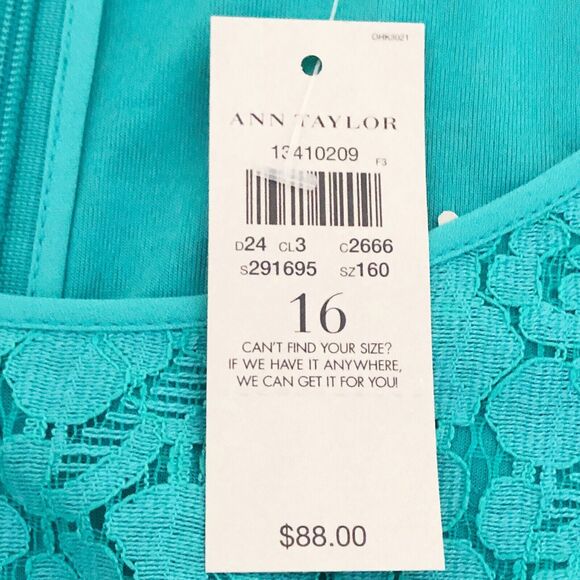 OHK3021
ANN TAYLOR
13410209 F3
D24 CL3 C2666
S291695 SZ160
16
CAN'T FIND YOUR SIZE?
IF WE HAVE IT ANYWHERE,
WE CAN GET IT FOR YOU!
$88.00